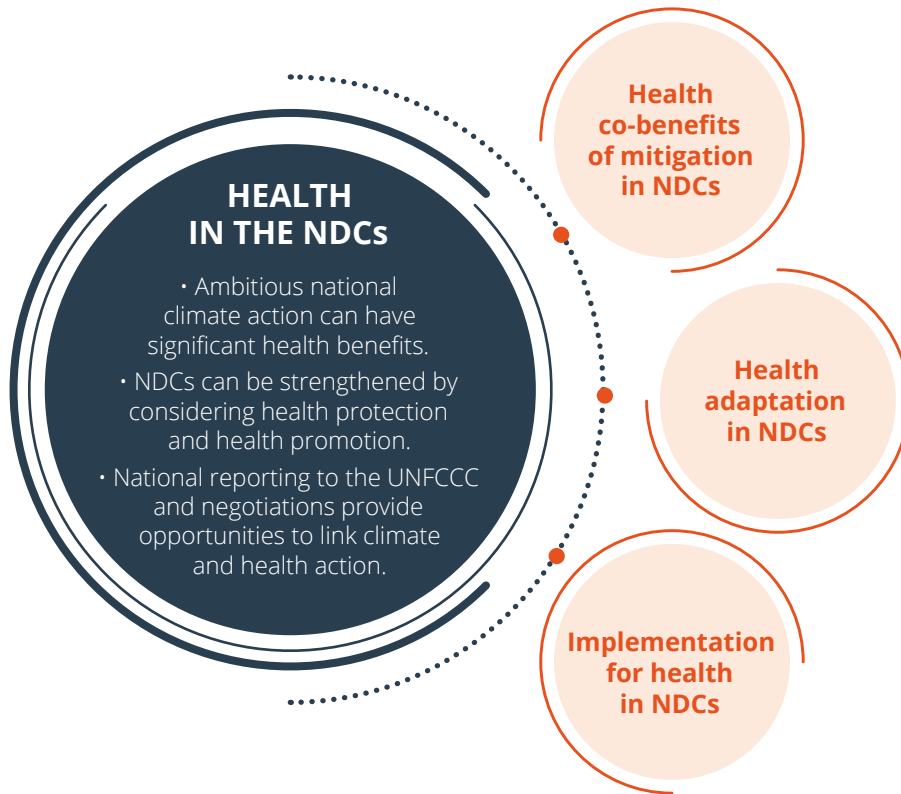 HEALTH
IN THE NDCs
• Ambitious national
climate action can have
significant health benefits.
• NDCs can be strengthened by
considering health protection
and health promotion.
• National reporting to the UNFCCC
and negotiations provide
opportunities to link climate
and health action.
Health
co-benefits
of mitigation
in NDCs
Health
adaptation
in NDCs
Implementation
for health
in NDCs